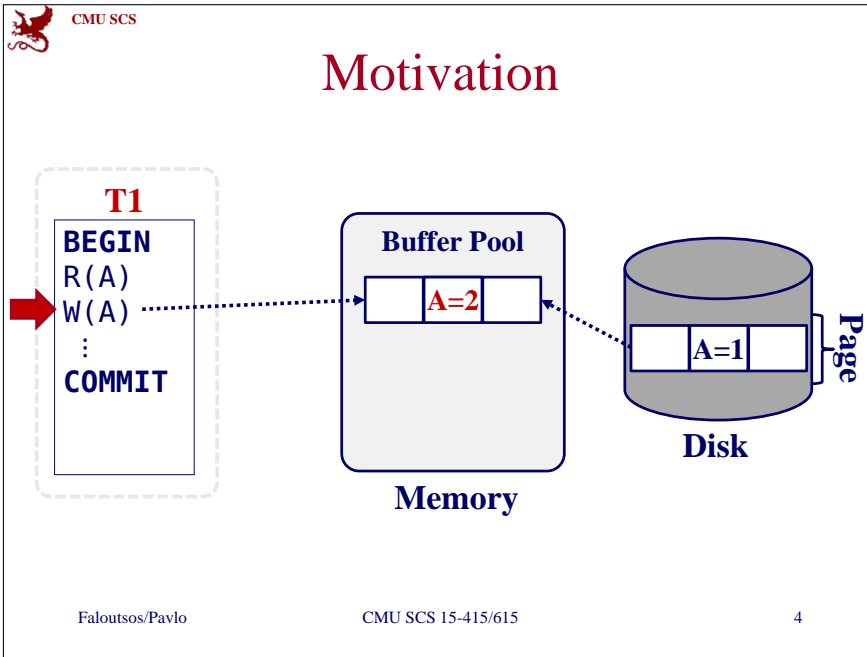 CMU SCS
Motivation
T1
BEGIN
R(A)
W(A)
⋮
COMMIT
Buffer Pool
A=2
Memory
A=1
Page
Disk
Faloutsos/Pavlo
CMU SCS 15-415/615
4